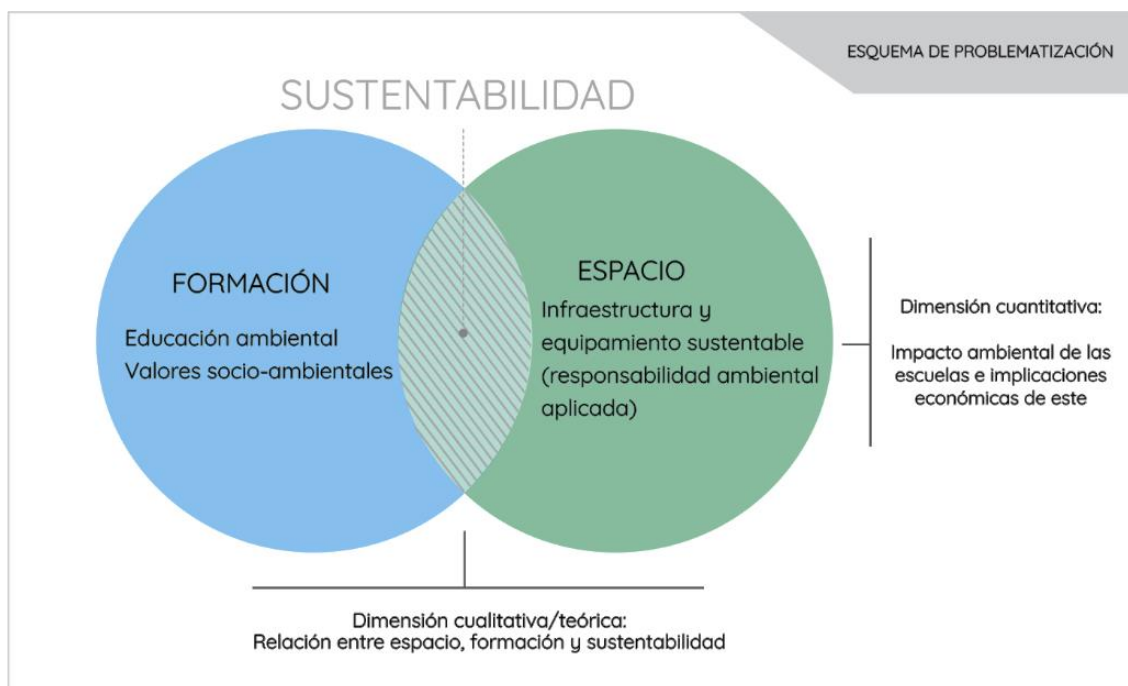 ESQUEMA DE PROBLEMATIZACIÓN
SUSTENTABILIDAD
FORMACIÓN
Educación ambiental
Valores socio-ambientales
ESPACIO
Infraestructura y
equipamiento sustentable
(responsabilidad ambiental
aplicada)
Dimensión cuantitativa:
Impacto ambiental de las
escuelas e implicaciones
económicas de este
Dimensión cualitativa/teórica:
Relación entre espacio, formación y sustentabilidad